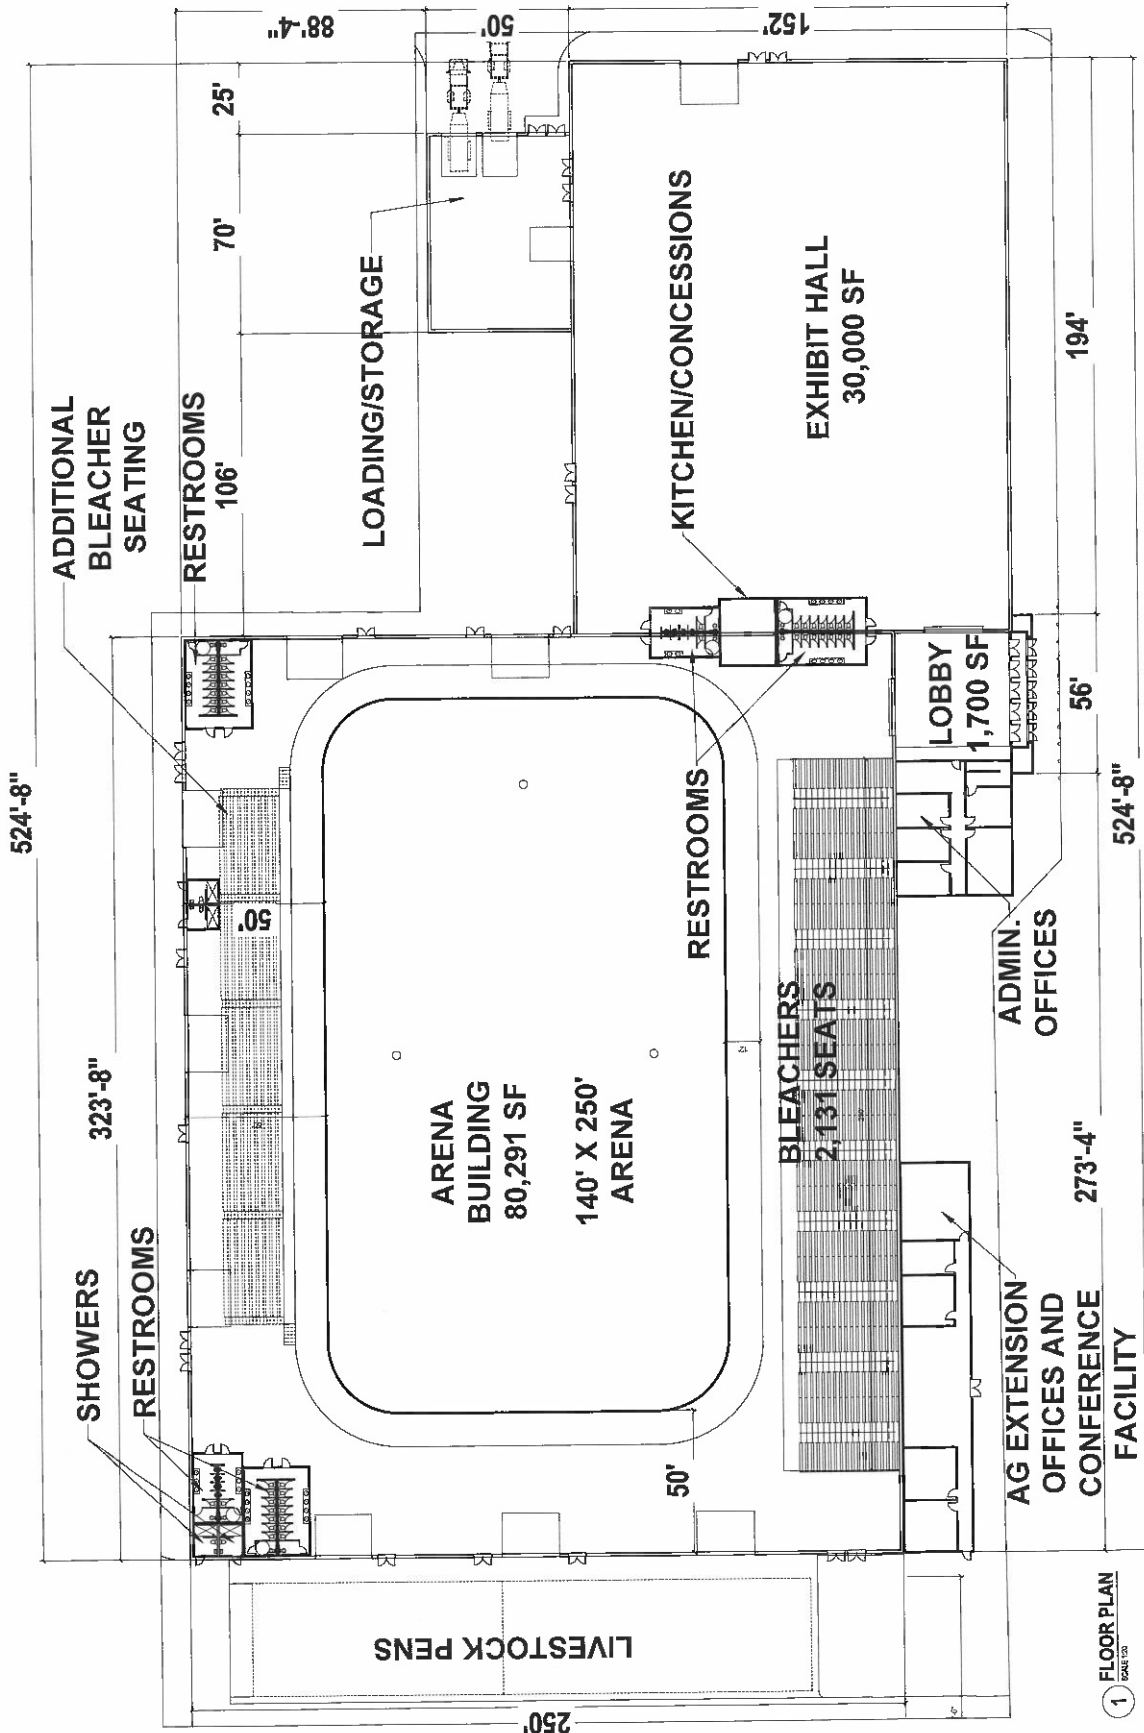 524'-8"
88'-4"
50'
152'
25'
70'
106'
323'-8"
ADDITIONAL
BLEACHER
SEATING
RESTROOMS
LOADING/STORAGE
KITCHEN/CONCESSIONS
EXHIBIT HALL
30,000 SF
SHOWERS
RESTROOMS
50'
ARENA
BUILDING
80,291 SF
140' X 250'
ARENA
RESTROOMS
BLEACHERS
2,131 SEATS
12'
LOBBY
1,700 SF
ADMIN.
OFFICES
50'
AG EXTENSION
OFFICES AND
CONFERENCE
FACILITY
LIVESTOCK PENS
250'
194'
56'
273'-4"
524'-8"
1
FLOOR PLAN